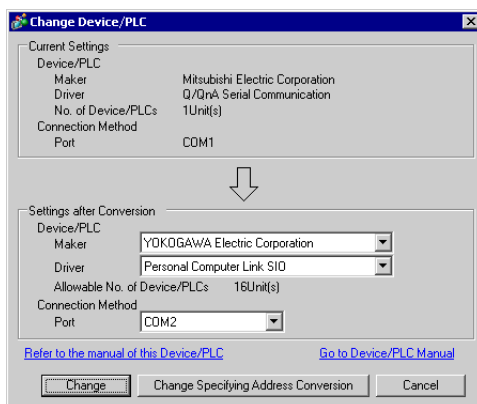 Change Device/PLC
Current Settings
Device/PLC
Maker Mitsubishi Electric Corporation
Driver Q/QnA Serial Communication
No. of Device/PLCs 1Unit(s)
Connection Method
Port COM1
Settings after Conversion
Device/PLC
Maker YOKOGAWA Electric Corporation
Driver Personal Computer Link SIO
Allowable No. of Device/PLCs 16Unit(s)
Connection Method
Port COM2
Refer to the manual of this Device/PLC Go to Device/PLC Manual
Change Change Specifying Address Conversion Cancel